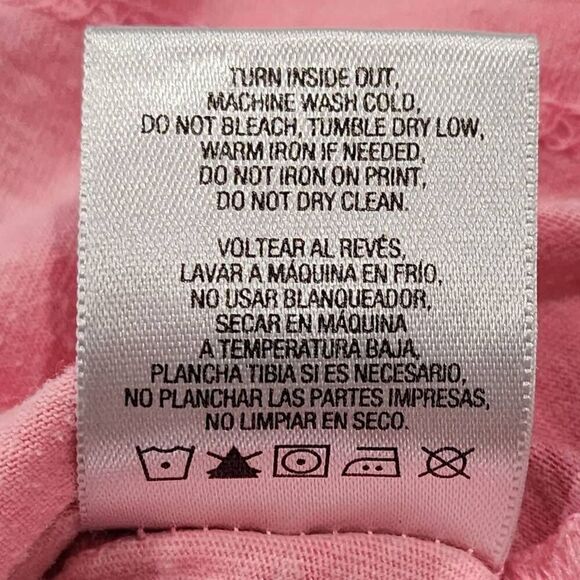 TURN INSIDE OUT,
MACHINE WASH COLD,
DO NOT BLEACH, TUMBLE DRY LOW,
WARM IRON IF NEEDED,
DO NOT IRON ON PRINT,
DO NOT DRY CLEAN.
VOLTEAR AL REVÉS,
LAVAR A MÁQUINA EN FRÍO,
NO USAR BLANQUEADOR,
SECAR EN MÁQUINA
A TEMPERATURA BAJA,
PLANCHA TIBIA SI ES NECESARIO,
NO PLANCHAR LAS PARTES IMPRESAS,
NO LIMPIAR EN SECO.